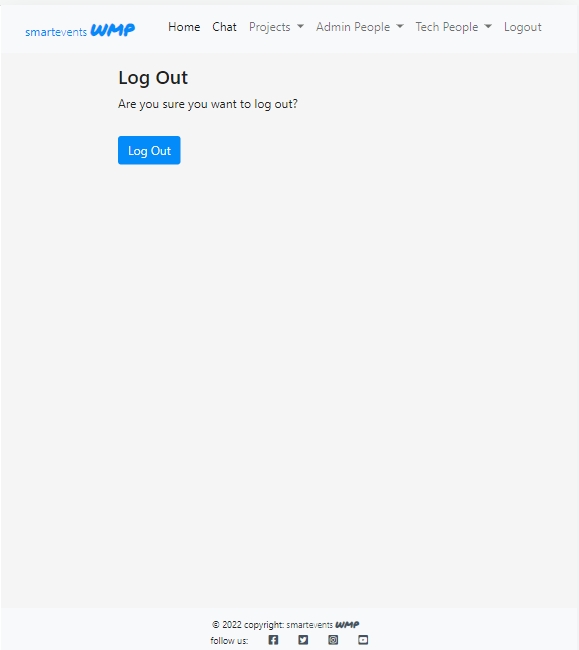 smartevents WMP Home Chat Projects Admin People Tech People Logout
Log Out
Are you sure you want to log out?
Log Out
© 2022 copyright: smartevents WMP
follow us: